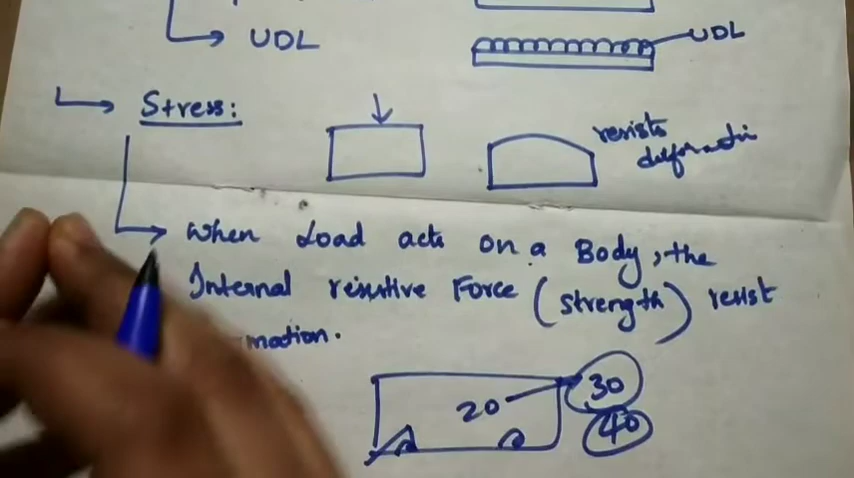 UDL
UDL
Stress:
resists
When Load acts on a Body, the
Internal resistive Force (strength) resist
mation.
20
30
40